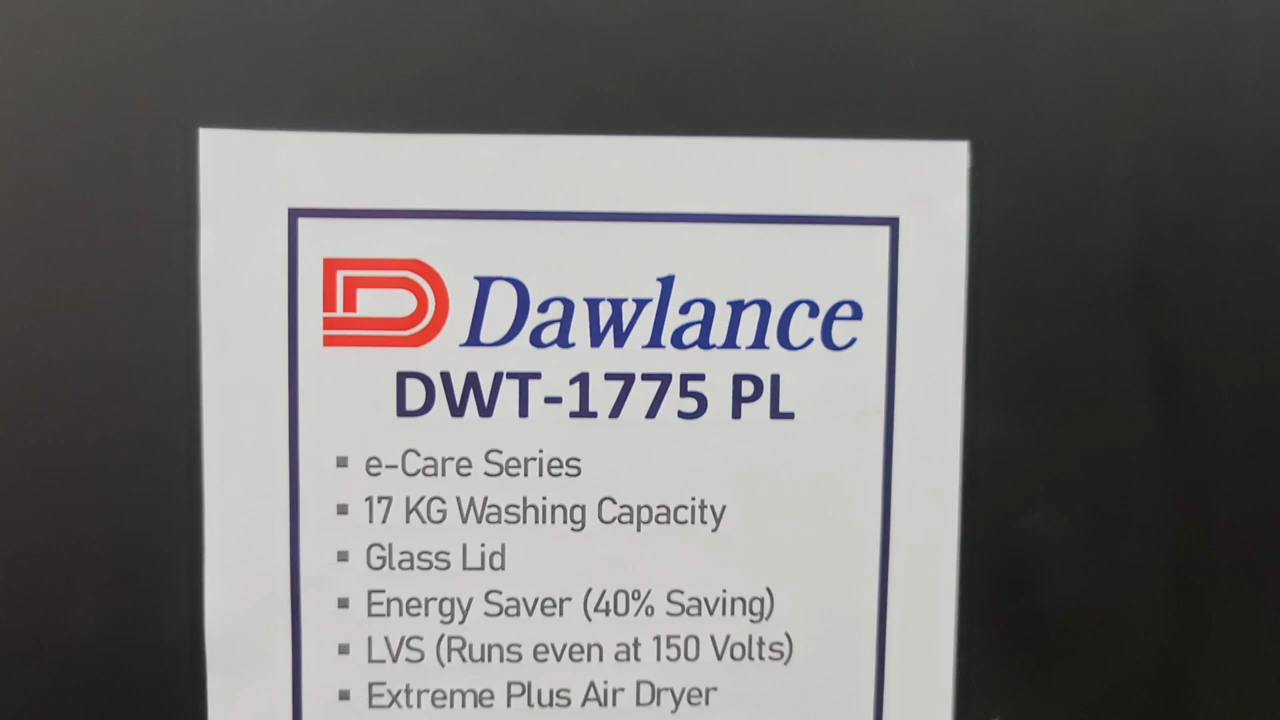 Dawlance
DWT-1775 PL
▪ e-Care Series
▪ 17 KG Washing Capacity
▪ Glass Lid
▪ Energy Saver (40% Saving)
▪ LVS (Runs even at 150 Volts)
▪ Extreme Plus Air Dryer